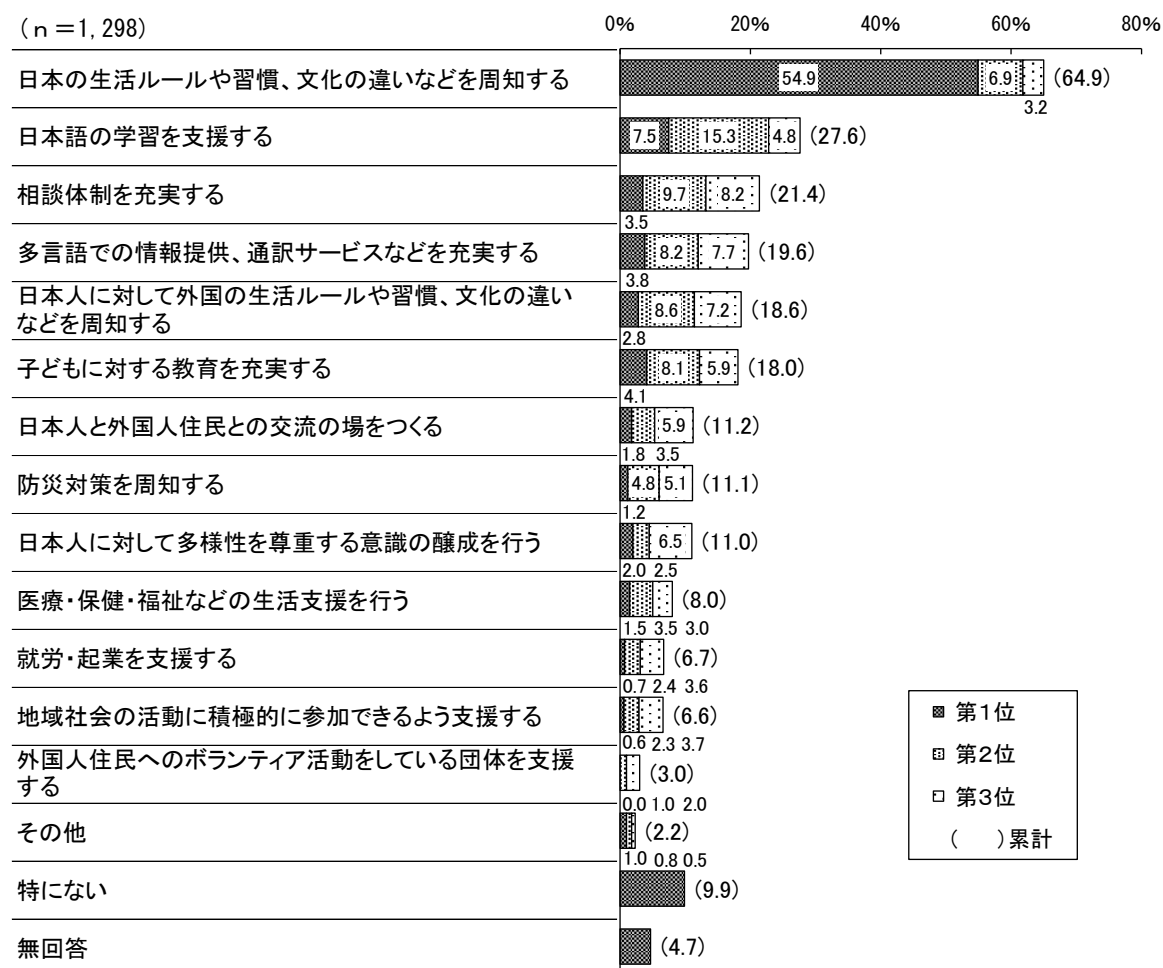 (n=1,298)
0% 20% 40% 60% 80%
日本の生活ルールや習慣、文化の違いなどを周知する 54.9 6.9 (64.9)
3.2
日本語の学習を支援する 7.5 15.3 4.8 (27.6)
相談体制を充実する 9.7 8.2 (21.4)
3.5
多言語での情報提供、通訳サービスなどを充実する 8.2 7.7 (19.6)
3.8
日本人に対して外国の生活ルールや習慣、文化の違い
などを周知する 8.6 7.2 (18.6)
2.8
子どもに対する教育を充実する 8.1 5.9 (18.0)
4.1
日本人と外国人住民との交流の場をつくる 5.9 (11.2)
1.8 3.5
防災対策を周知する 4.8 5.1 (11.1)
1.2
日本人に対して多様性を尊重する意識の醸成を行う 6.5 (11.0)
2.0 2.5
医療・保健・福祉などの生活支援を行う (8.0)
1.5 3.5 3.0
就労・起業を支援する (6.7)
0.7 2.4 3.6
地域社会の活動に積極的に参加できるよう支援する (6.6)
0.6 2.3 3.7
外国人住民へのボランティア活動をしている団体を支援
する (3.0)
0.0 1.0 2.0
その他 (2.2)
1.0 0.8 0.5
特にない (9.9)
無回答 (4.7)
第1位
第2位
第3位
( )累計